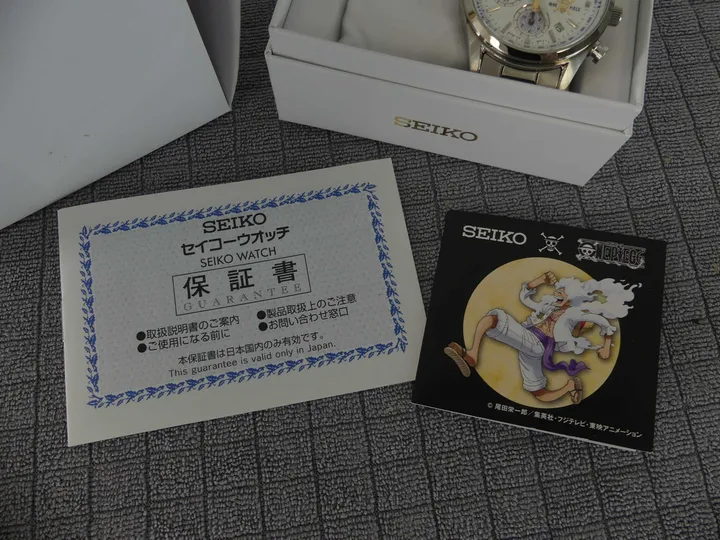 SEIKO
SEIKO
セイコーウオッチ
SEIKO WATCH
保証書
GUARANTEE
●取扱説明書のご案内
●ご使用になる前に
●製品取扱上のご注意
●お問い合わせ窓口
本保証書は日本国内のみ有効です。
This guarantee is valid only in Japan.
SEIKO
ONE PIECE
© 尾田栄一郎／集英社・フジテレビ・東映アニメーション